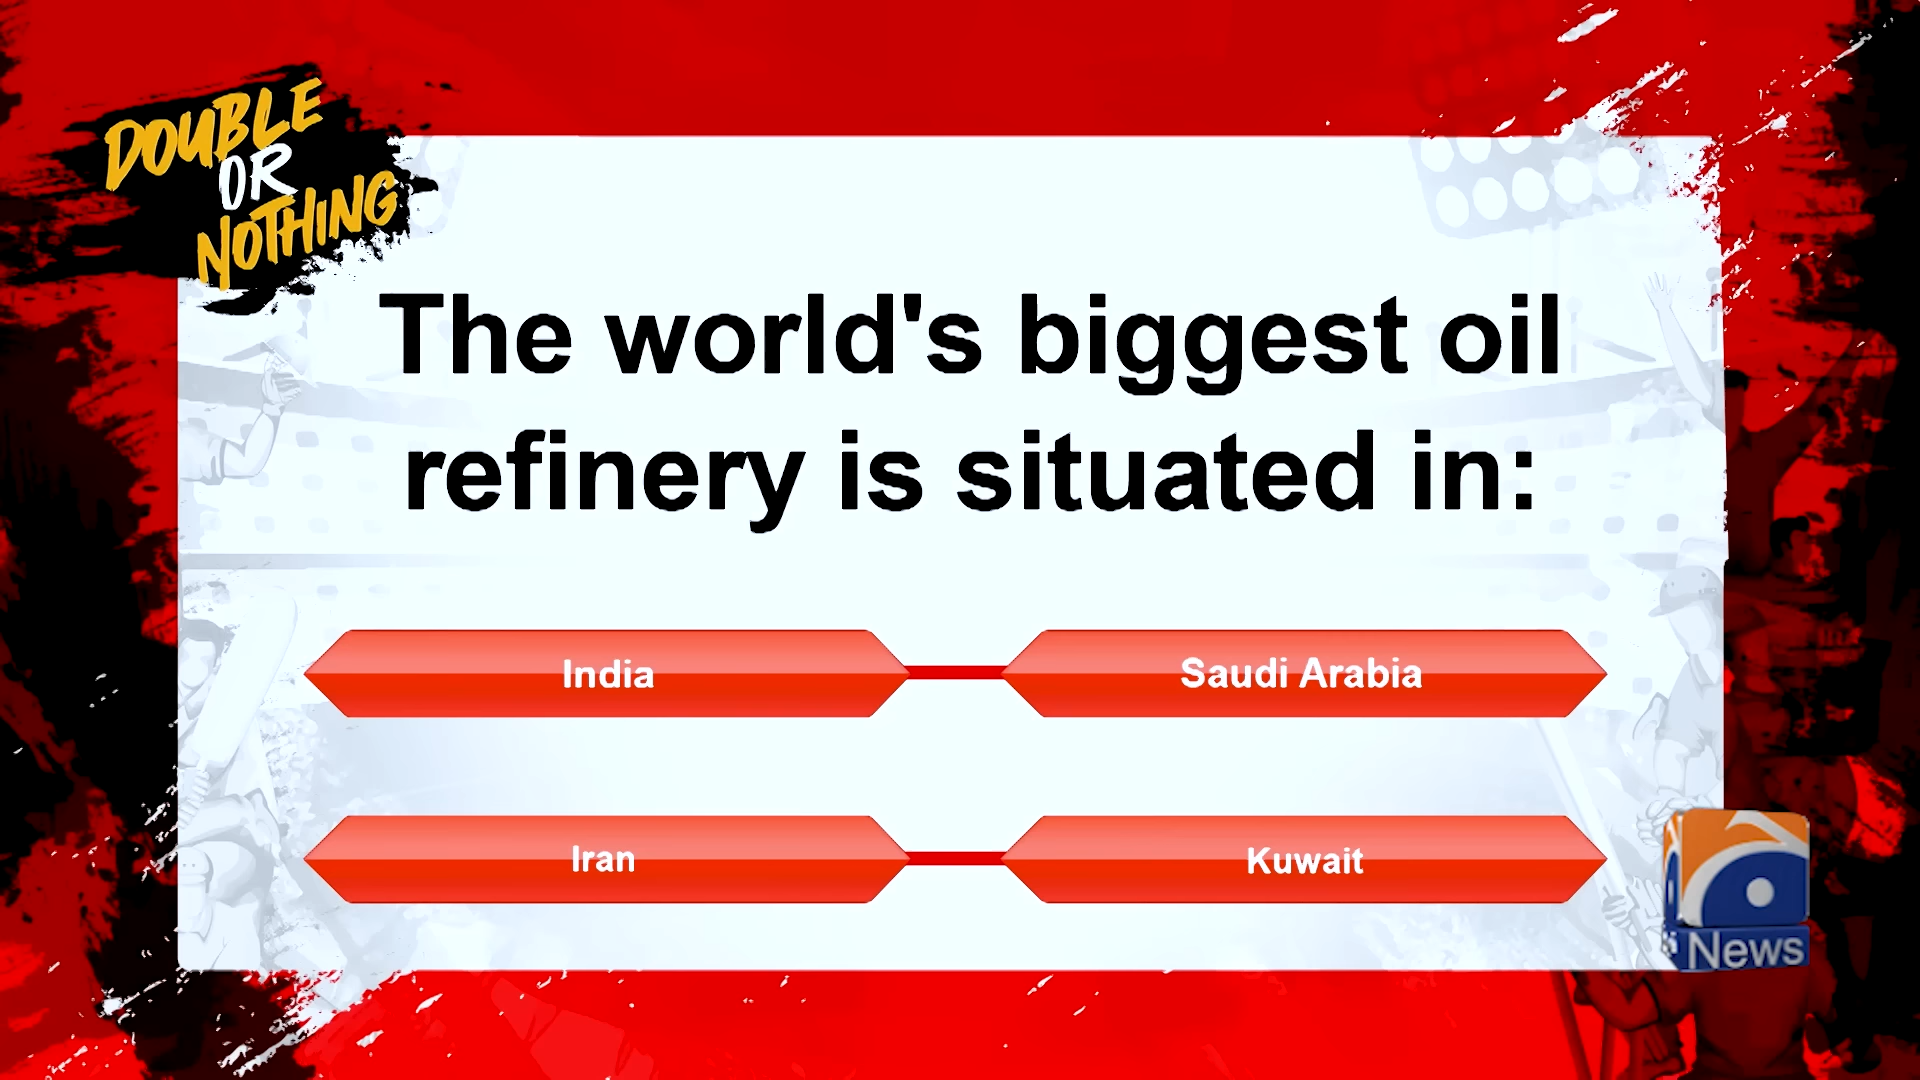 DOUBLE
OR
NOTHING
The world's biggest oil
refinery is situated in:
India
Saudi Arabia
Iran
Kuwait
News